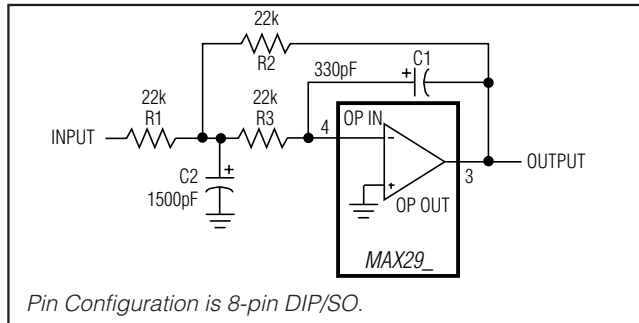 22k
R2
330pF
C1
22k
R1
22k
R3
4
OP IN
INPUT
C2
1500pF
+
+
-
+
3
OUTPUT
OP OUT
MAX29_
Pin Configuration is 8-pin DIP/SO.